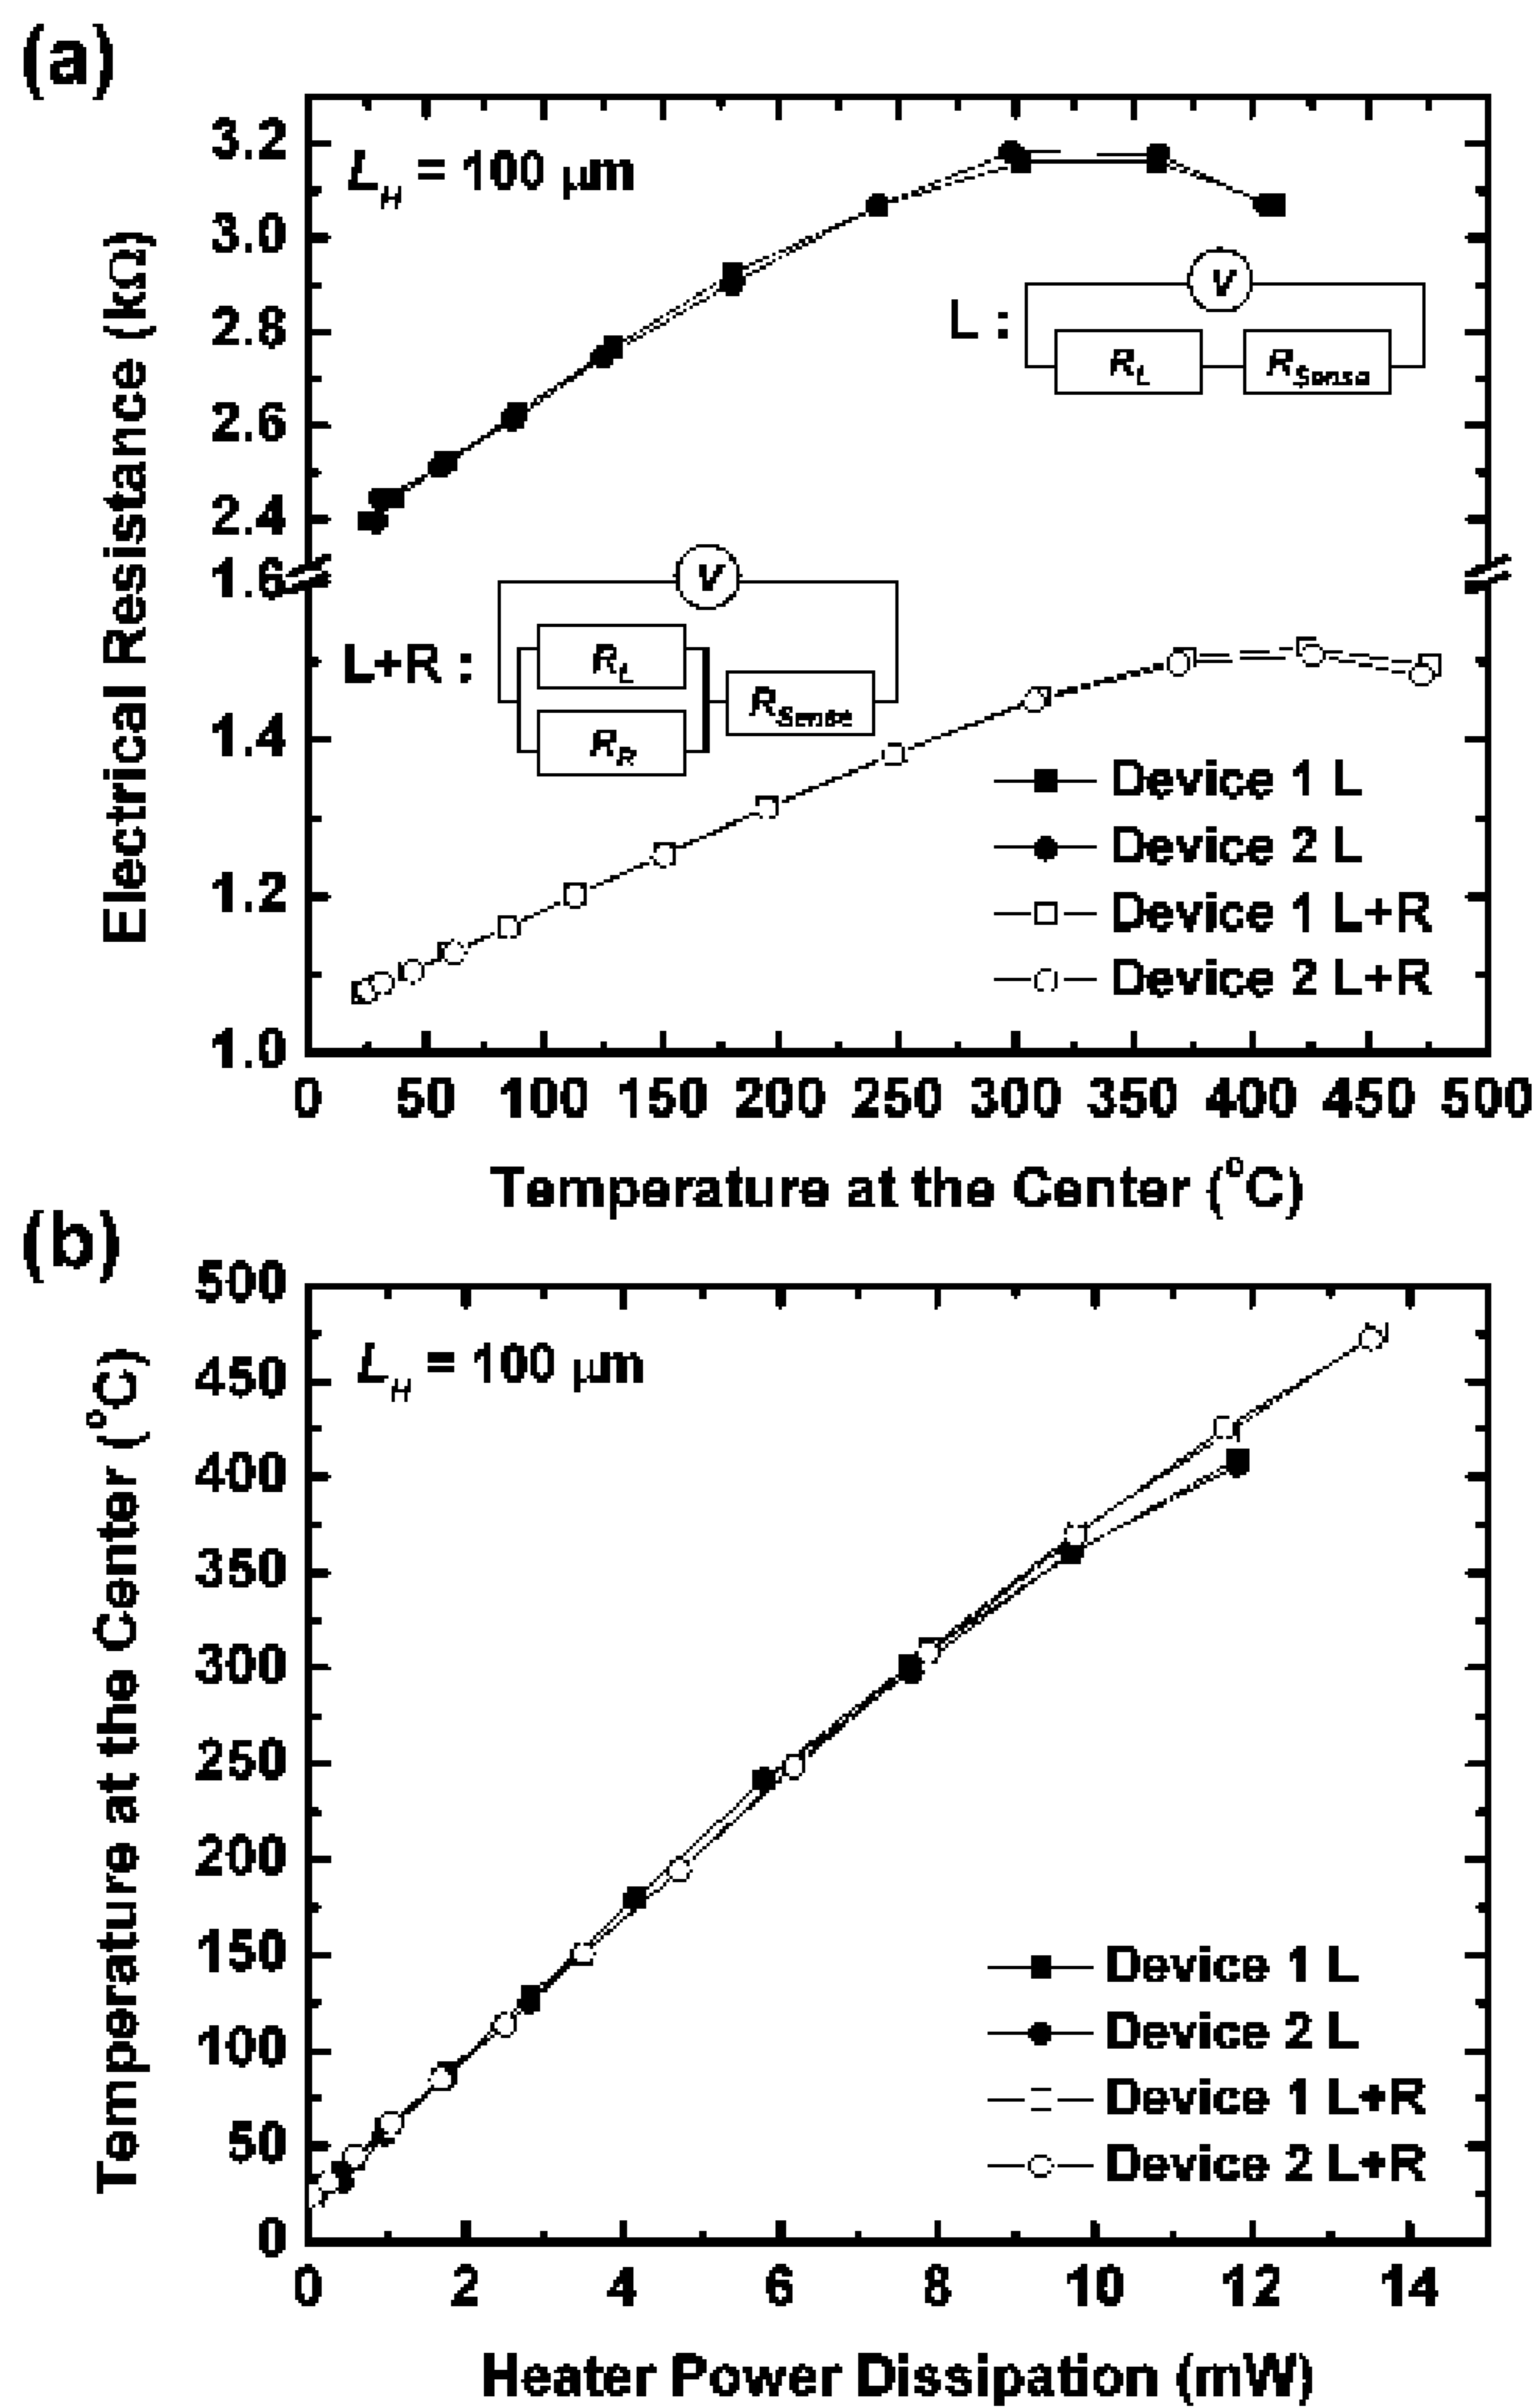 (a)
3.2
3.0
2.8
2.6
2.4
1.6
1.4
1.2
1.0
Electrical Resistance (kΩ)
L_H = 100 μm
L :
V
R_L
R_Sense
L+R :
V
R_L
R_R
R_Sense
Device 1 L
Device 2 L
Device 1 L+R
Device 2 L+R
0 50 100 150 200 250 300 350 400 450 500
Temperature at the Center (°C)
(b)
500
450
400
350
300
250
200
150
100
50
0
Temperature at the Center (°C)
L_H = 100 μm
Device 1 L
Device 2 L
Device 1 L+R
Device 2 L+R
0 2 4 6 8 10 12 14
Heater Power Dissipation (mW)